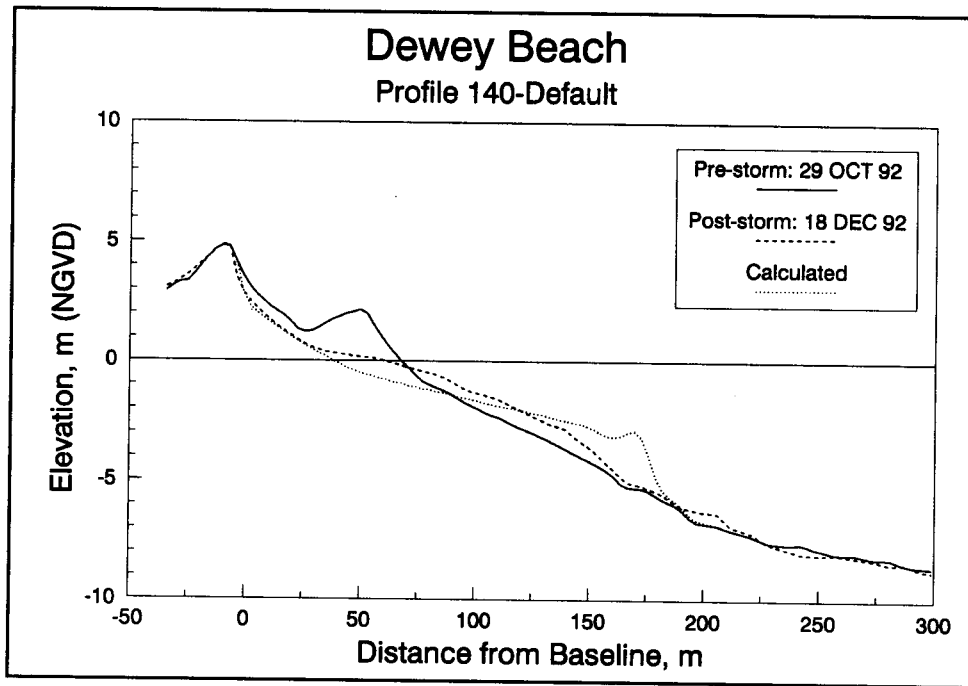 Dewey Beach
Profile 140-Default
10
5
0
-5
-10
Elevation, m (NGVD)
Pre-storm: 29 OCT 92
Post-storm: 18 DEC 92
Calculated
-50
0
50
100
150
200
250
300
Distance from Baseline, m